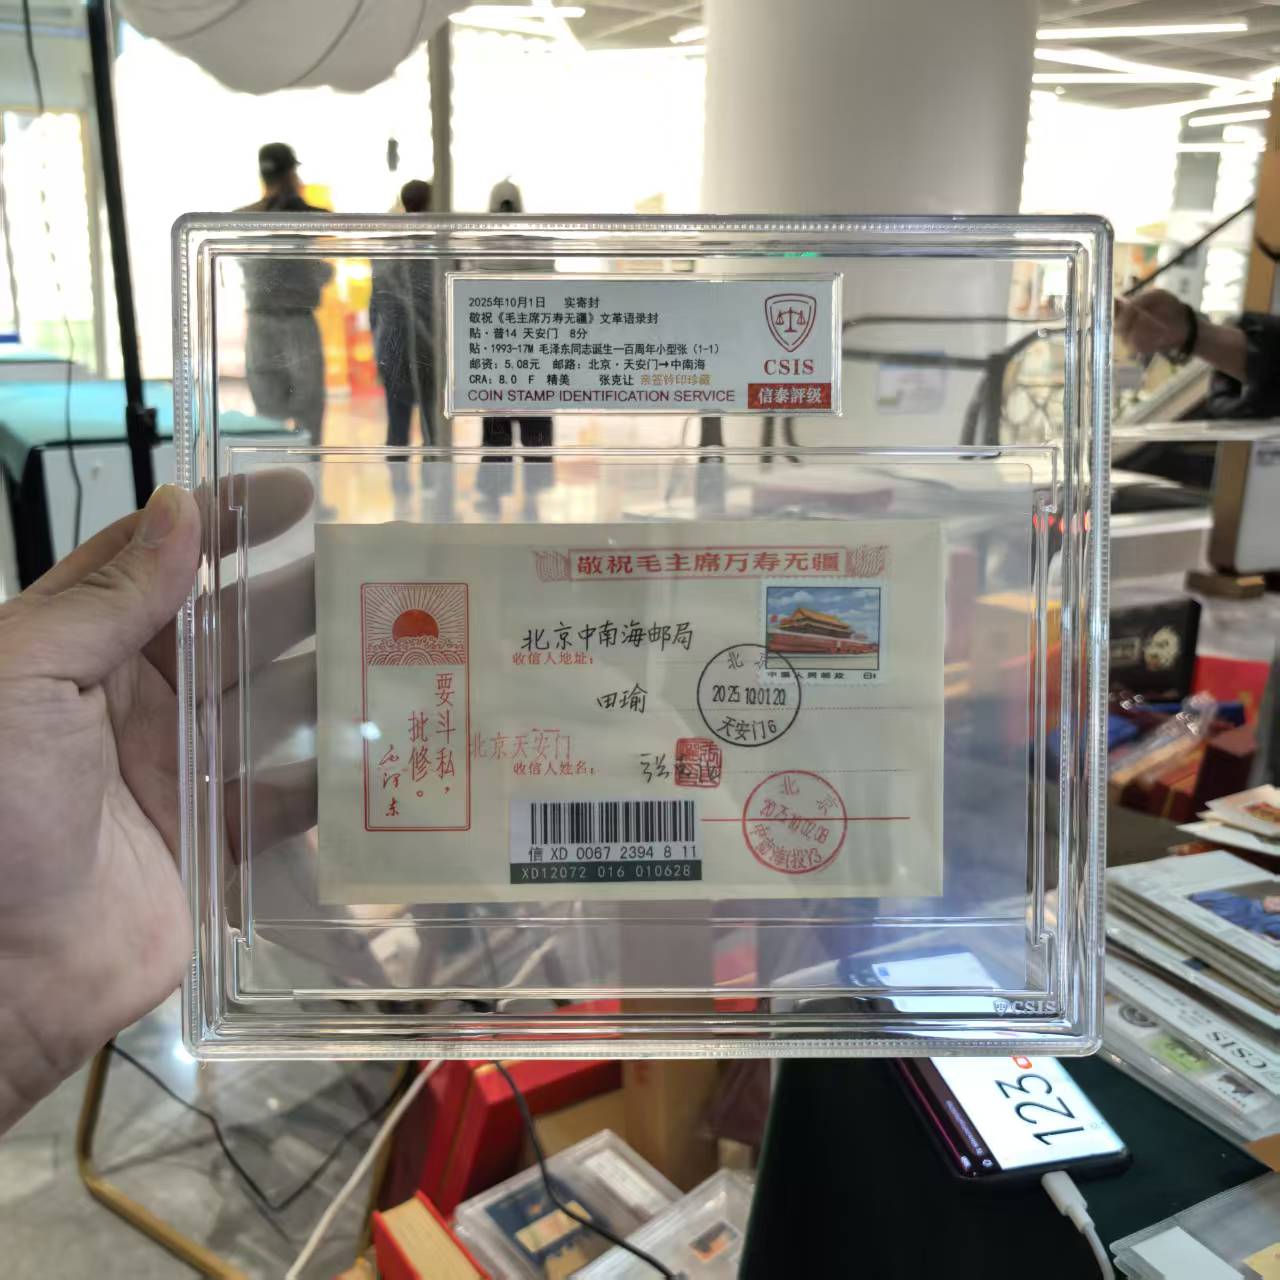 2025年10月1日 实寄封
敬祝《毛主席万寿无疆》文革语录封
贴·普14 天安门 8分
贴·1993-17M 毛泽东同志诞生一百周年小型张（1-1）
邮资：5.08元 邮路：北京·天安门→中南海
CRA：8.0 F 精美 张克让 亲签钤印珍藏
COIN STAMP IDENTIFICATION SERVICE
CSIS
信泰評级
敬祝毛主席万寿无疆
要斗私，
批修。
毛泽东
北京中南海邮局
收信人地址：
中国人民邮政 8
田瑜
北京
2025 10.01.20
天安门6
北京天安门
收信人姓名：
北京
2025.10.02.08
信 XD 0067 2394 8 11
XD12072 016 010628
CSIS
CSIS
123